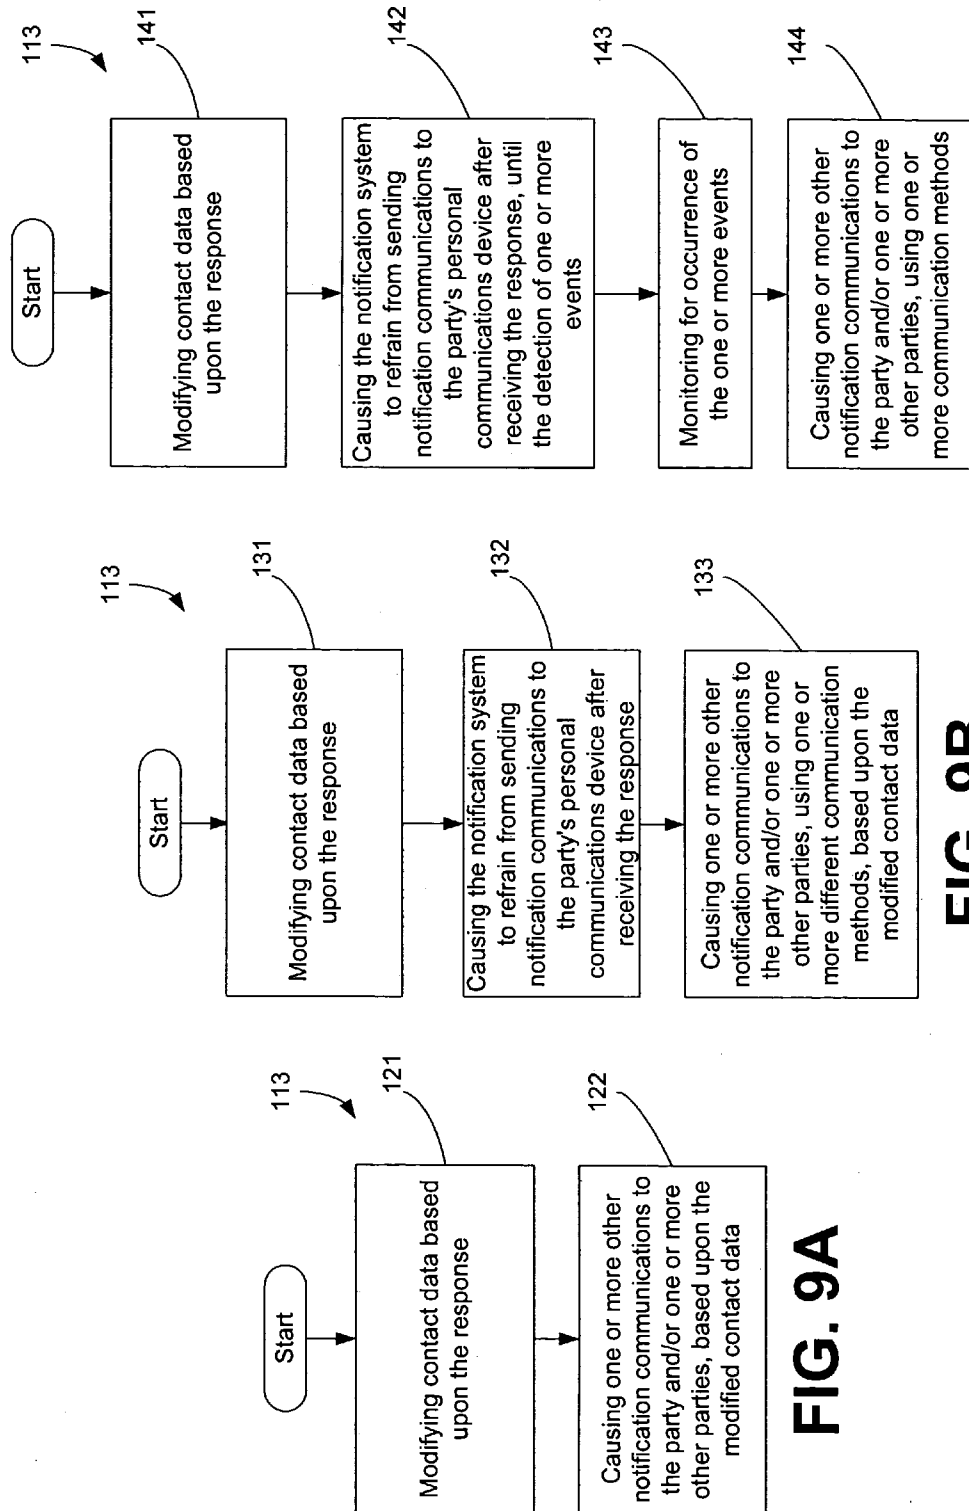 113
Start
Modifying contact data based
upon the response
121
Causing one or more other
notification communications to
the party and/or one or more
other parties, based upon the
modified contact data
122
FIG. 9A
113
Start
Modifying contact data based
upon the response
131
Causing the notification system
to refrain from sending
notification communications to
the party's personal
communications device after
receiving the response
132
Causing one or more other
notification communications to
the party and/or one or more
other parties, using one or
more different communication
methods, based upon the
modified contact data
133
FIG. 9B
113
Start
Modifying contact data based
upon the response
141
Causing the notification system
to refrain from sending
notification communications to
the party's personal
communications device after
receiving the response, until
the detection of one or more
events
142
Monitoring for occurrence of
the one or more events
143
Causing one or more other
notification communications to
the party and/or one or more
other parties, using one or
more communication methods
144